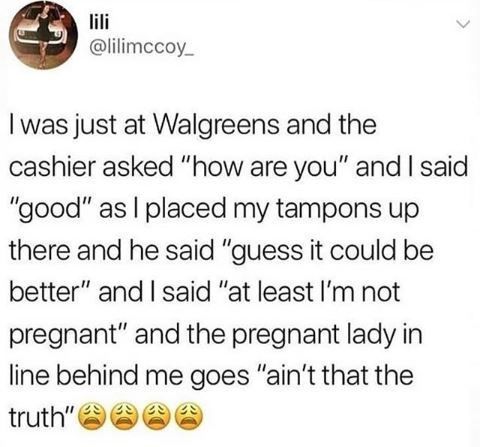 lili
@lilimccoy_
I was just at Walgreens and the
cashier asked "how are you" and I said
"good" as I placed my tampons up
there and he said "guess it could be
better" and I said "at least I'm not
pregnant" and the pregnant lady in
line behind me goes "ain't that the
truth"😩😩😩😩